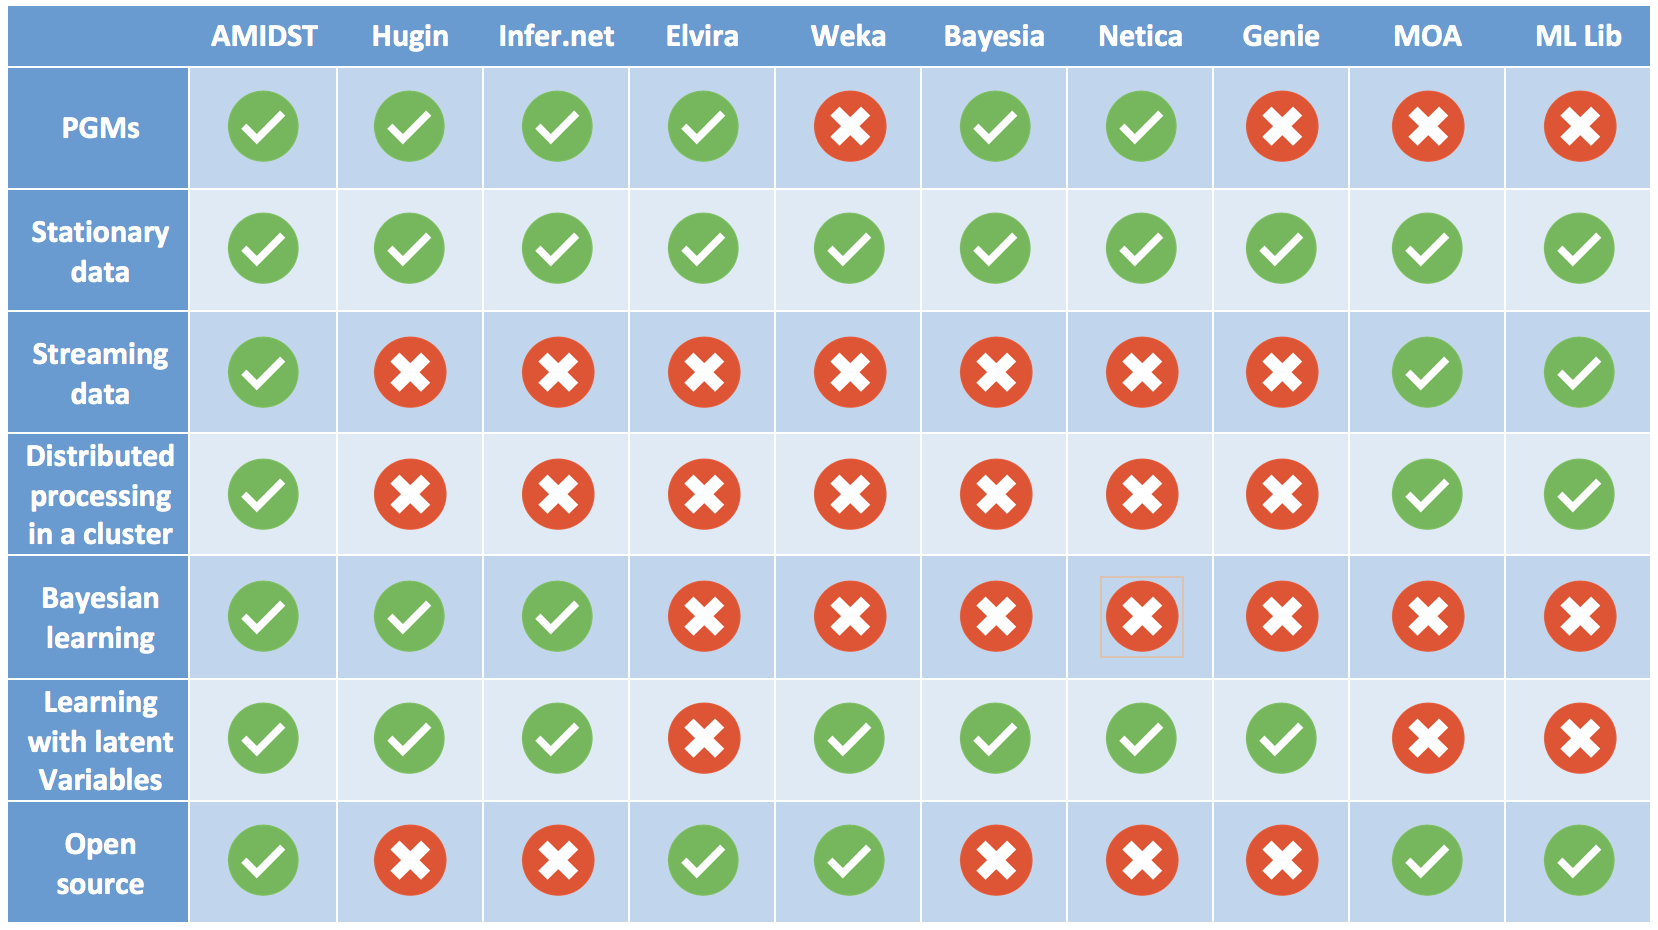 AMIDST Hugin Infer.net Elvira Weka Bayesia Netica Genie MOA ML Lib
PGMs
Stationary
data
Streaming
data
Distributed
processing
in a cluster
Bayesian
learning
Learning
with latent
Variables
Open
source